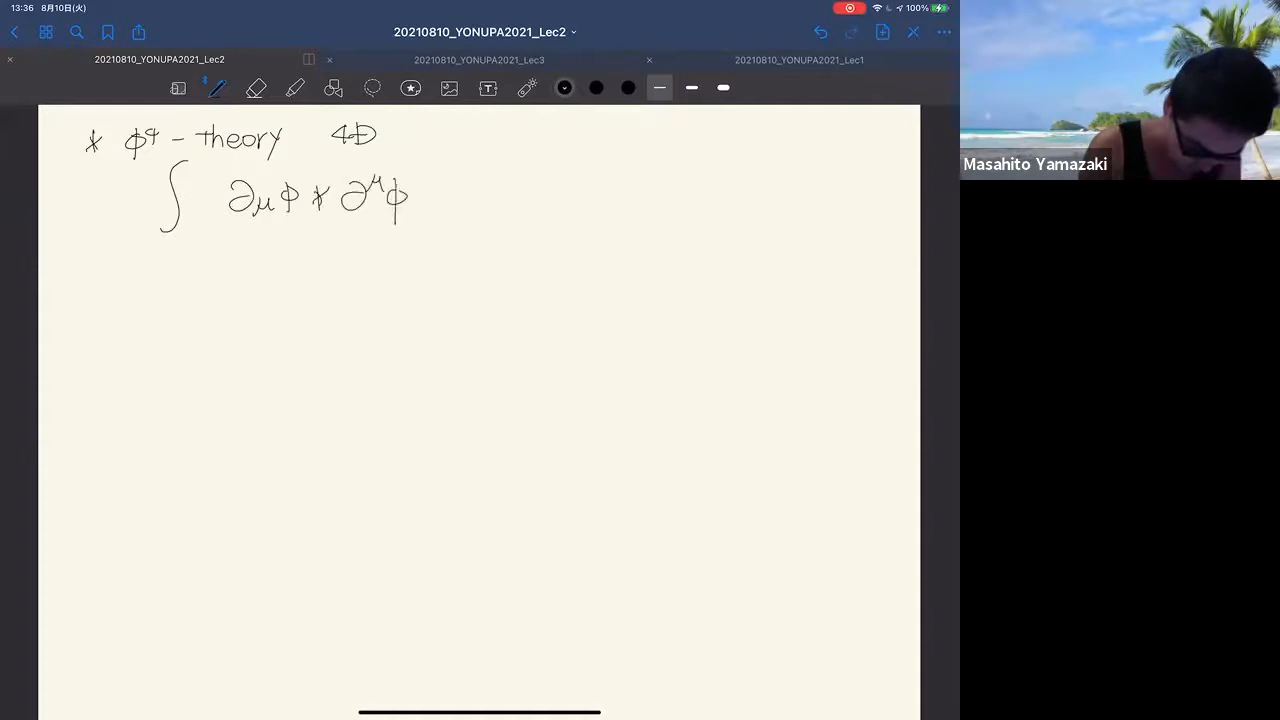 13:36 8月10日(火)
100%
20210810_YONUPA2021_Lec2
20210810_YONUPA2021_Lec2
20210810_YONUPA2021_Lec3
20210810_YONUPA2021_Lec1
* φ⁴ - theory 4D
∫ ∂μφ * ∂^μφ
Masahito Yamazaki